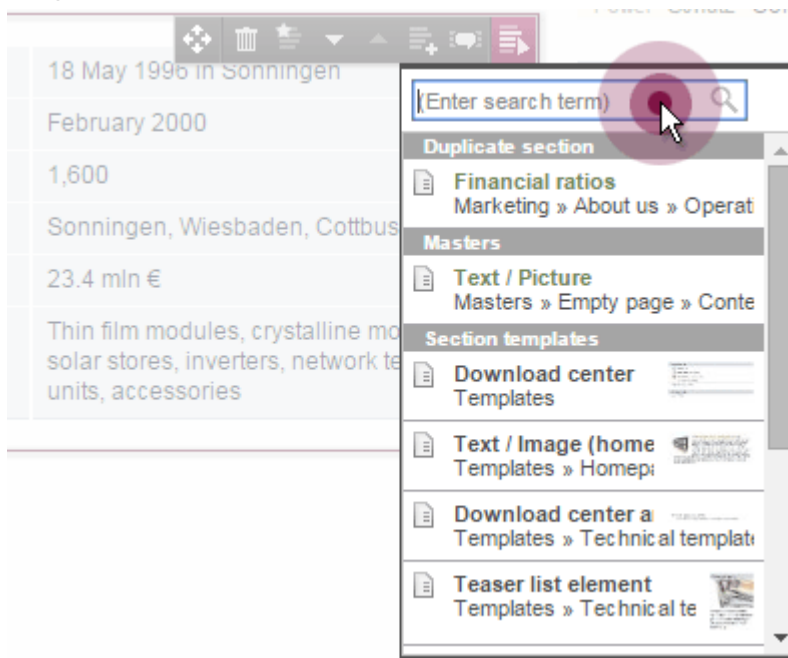 18 May 1996 in Sonningen
February 2000
1,600
Sonningen, Wiesbaden, Cottbus
23.4 mln €
Thin film modules, crystalline mo
solar stores, inverters, network te
units, accessories
(Enter search term)
Duplicate section
Financial ratios
Marketing » About us » Operati
Masters
Text / Picture
Masters » Empty page » Conte
Section templates
Download center
Templates
Text / Image (home
Templates » Homepa
Download center a
Templates » Technical template
Teaser list element
Templates » Technical te